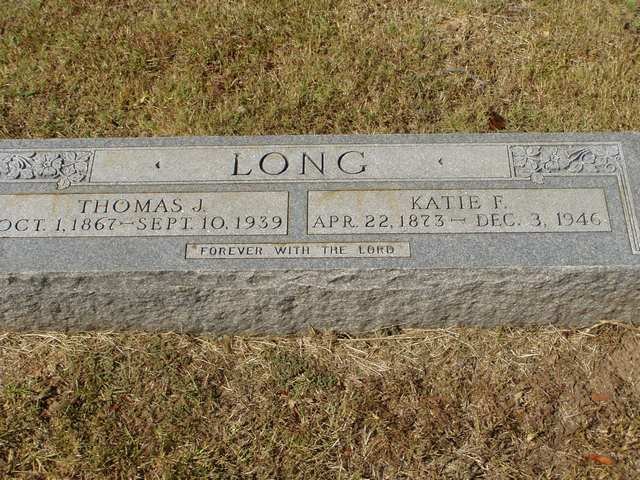 LONG
THOMAS J.
OCT. 1, 1867 — SEPT. 10, 1939
KATIE F.
APR. 22, 1873 — DEC. 3, 1946
FOREVER WITH THE LORD